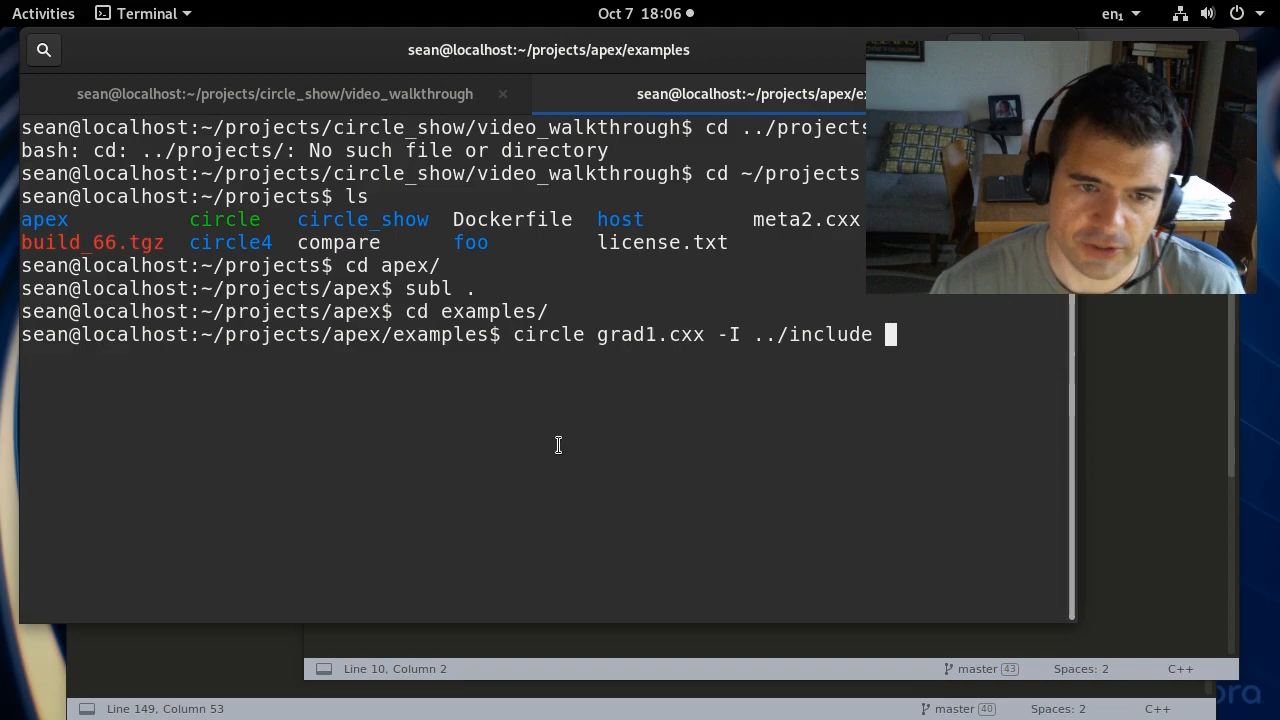 Activities Terminal Oct 7 18:06 en₁
sean@localhost:~/projects/apex/examples
sean@localhost:~/projects/circle_show/video_walkthrough × sean@localhost:~/projects/apex/ex
sean@localhost:~/projects/circle_show/video_walkthrough$ cd ../projects
bash: cd: ../projects/: No such file or directory
sean@localhost:~/projects/circle_show/video_walkthrough$ cd ~/projects
sean@localhost:~/projects$ ls
apex circle circle_show Dockerfile host meta2.cxx
build_66.tgz circle4 compare foo license.txt
sean@localhost:~/projects$ cd apex/
sean@localhost:~/projects/apex$ subl .
sean@localhost:~/projects/apex$ cd examples/
sean@localhost:~/projects/apex/examples$ circle grad1.cxx -I ../include
Line 10, Column 2 master 43 Spaces: 2 C++
Line 149, Column 53 master 40 Spaces: 2 C++